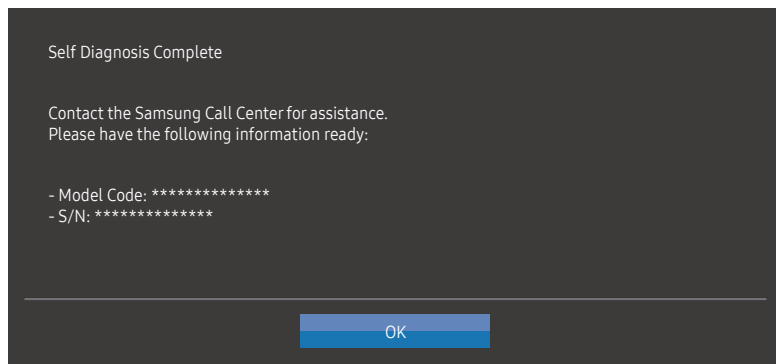 Self Diagnosis Complete
Contact the Samsung Call Center for assistance.
Please have the following information ready:
- Model Code: **************
- S/N: **************
OK